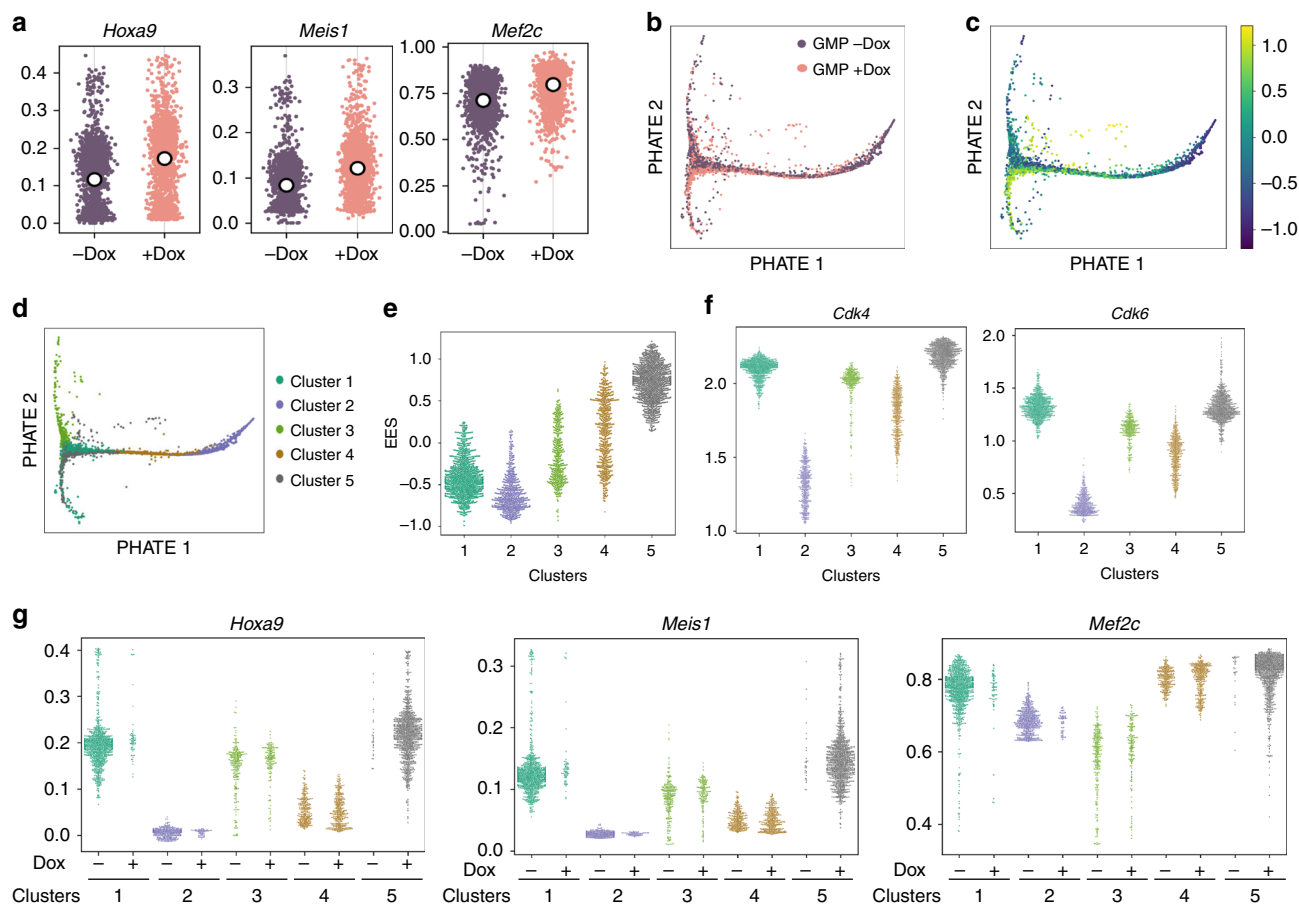 a
Hoxa9
Meis1
Mef2c
0.4
0.3
0.2
0.1
0.0
–Dox
+Dox
0.3
0.2
0.1
0.0
–Dox
+Dox
1.00
0.75
0.50
0.25
0.00
–Dox
+Dox
b
GMP –Dox
GMP +Dox
PHATE 2
PHATE 1
c
PHATE 2
PHATE 1
1.0
0.5
0.0
−0.5
−1.0
d
PHATE 2
PHATE 1
Cluster 1
Cluster 2
Cluster 3
Cluster 4
Cluster 5
e
EES
1.0
0.5
0.0
−0.5
−1.0
1 2 3 4 5
Clusters
f
Cdk4
2.0
1.5
1.0
1 2 3 4 5
Clusters
Cdk6
2.0
1.5
1.0
0.5
1 2 3 4 5
Clusters
g
Hoxa9
0.4
0.3
0.2
0.1
0.0
Dox – + – + – + – + – +
Clusters 1 2 3 4 5
Meis1
0.3
0.2
0.1
0.0
Dox – + – + – + – + – +
Clusters 1 2 3 4 5
Mef2c
0.8
0.6
0.4
Dox – + – + – + – + – +
Clusters 1 2 3 4 5